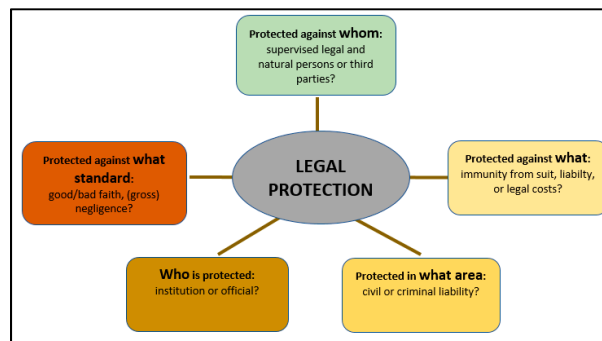 Protected against whom:
supervised legal and
natural persons or third
parties?
Protected against what
standard:
good/bad faith, (gross)
negligence?
LEGAL
PROTECTION
Protected against what:
immunity from suit, liabilty,
or legal costs?
Who is protected:
institution or official?
Protected in what area:
civil or criminal liability?